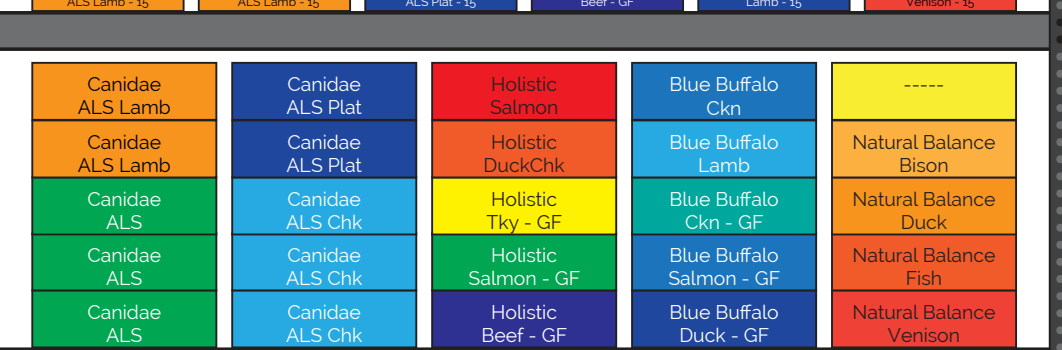 ALS Lamb - 15
ALS Lamb - 15
ALS Plat - 15
Beef - GF
Lamb - 15
Venison - 15
Canidae
ALS Lamb
Canidae
ALS Plat
Holistic
Salmon
Blue Buffalo
Ckn
-----
Canidae
ALS Lamb
Canidae
ALS Plat
Holistic
DuckChk
Blue Buffalo
Lamb
Natural Balance
Bison
Canidae
ALS
Canidae
ALS Chk
Holistic
Tky - GF
Blue Buffalo
Ckn - GF
Natural Balance
Duck
Canidae
ALS
Canidae
ALS Chk
Holistic
Salmon - GF
Blue Buffalo
Salmon - GF
Natural Balance
Fish
Canidae
ALS
Canidae
ALS Chk
Holistic
Beef - GF
Blue Buffalo
Duck - GF
Natural Balance
Venison